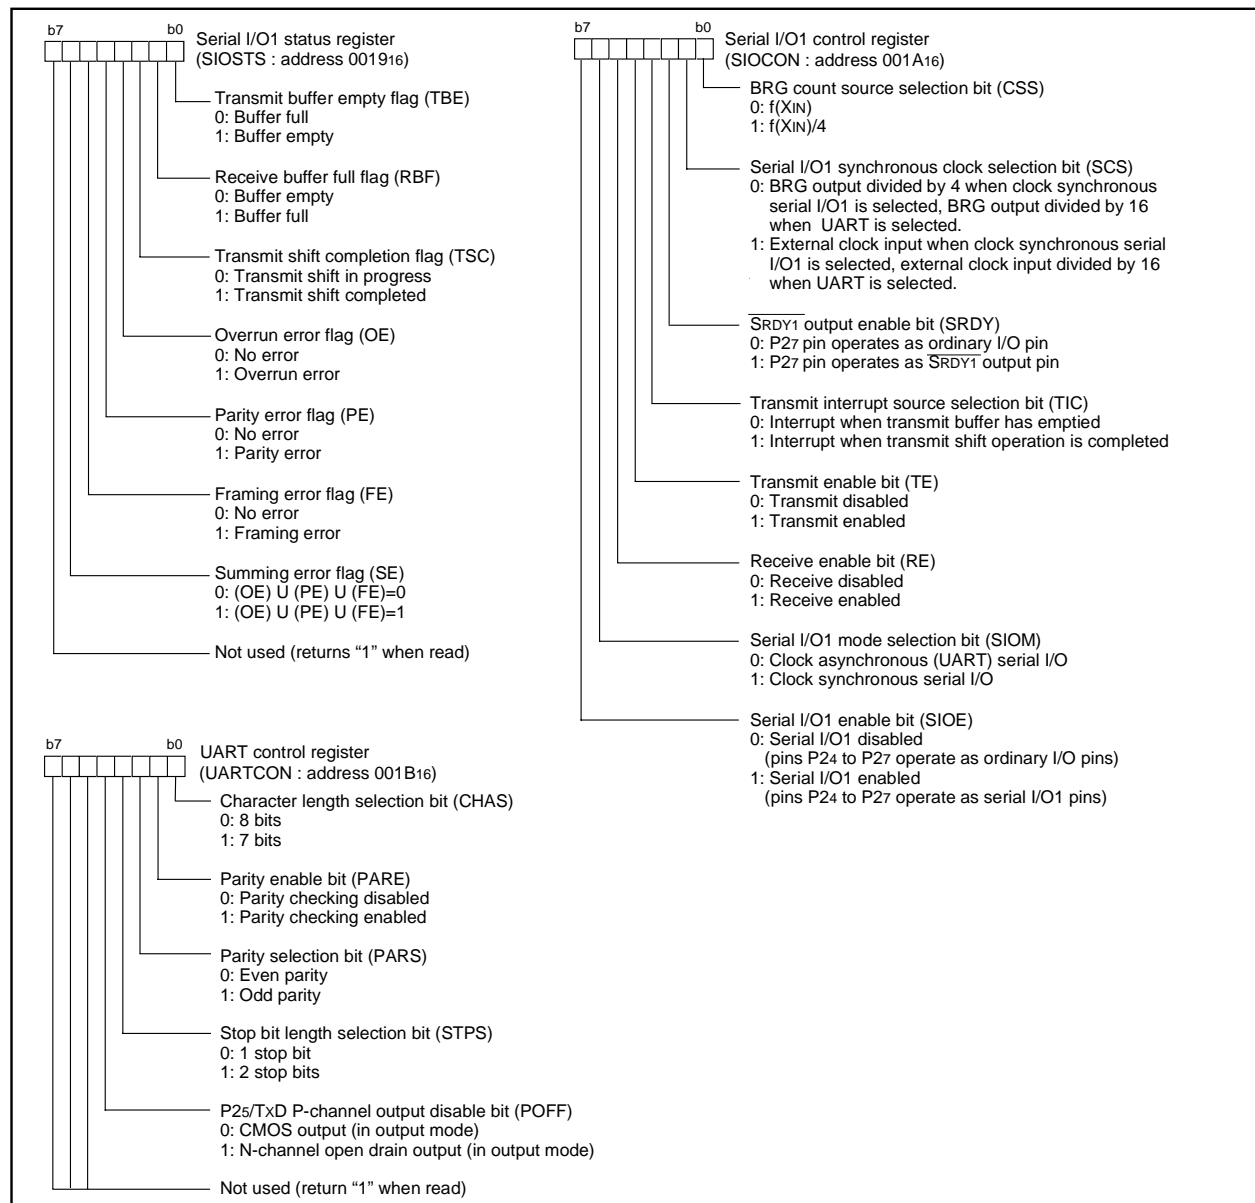 b7 b0
Serial I/O1 status register
(SIOSTS : address 001916)
Transmit buffer empty flag (TBE)
0: Buffer full
1: Buffer empty
Receive buffer full flag (RBF)
0: Buffer empty
1: Buffer full
Transmit shift completion flag (TSC)
0: Transmit shift in progress
1: Transmit shift completed
Overrun error flag (OE)
0: No error
1: Overrun error
Parity error flag (PE)
0: No error
1: Parity error
Framing error flag (FE)
0: No error
1: Framing error
Summing error flag (SE)
0: (OE) U (PE) U (FE)=0
1: (OE) U (PE) U (FE)=1
Not used (returns “1” when read)
b7 b0
UART control register
(UARTCON : address 001B16)
Character length selection bit (CHAS)
0: 8 bits
1: 7 bits
Parity enable bit (PARE)
0: Parity checking disabled
1: Parity checking enabled
Parity selection bit (PARS)
0: Even parity
1: Odd parity
Stop bit length selection bit (STPS)
0: 1 stop bit
1: 2 stop bits
P25/TXD P-channel output disable bit (POFF)
0: CMOS output (in output mode)
1: N-channel open drain output (in output mode)
Not used (return “1” when read)
b7 b0
Serial I/O1 control register
(SIOCON : address 001A16)
BRG count source selection bit (CSS)
0: f(XIN)
1: f(XIN)/4
Serial I/O1 synchronous clock selection bit (SCS)
0: BRG output divided by 4 when clock synchronous
serial I/O1 is selected, BRG output divided by 16
when UART is selected.
1: External clock input when clock synchronous serial
I/O1 is selected, external clock input divided by 16
when UART is selected.
SRDY1 output enable bit (SRDY)
0: P27 pin operates as ordinary I/O pin
1: P27 pin operates as SRDY1 output pin
Transmit interrupt source selection bit (TIC)
0: Interrupt when transmit buffer has emptied
1: Interrupt when transmit shift operation is completed
Transmit enable bit (TE)
0: Transmit disabled
1: Transmit enabled
Receive enable bit (RE)
0: Receive disabled
1: Receive enabled
Serial I/O1 mode selection bit (SIOM)
0: Clock asynchronous (UART) serial I/O
1: Clock synchronous serial I/O
Serial I/O1 enable bit (SIOE)
0: Serial I/O1 disabled
(pins P24 to P27 operate as ordinary I/O pins)
1: Serial I/O1 enabled
(pins P24 to P27 operate as serial I/O1 pins)